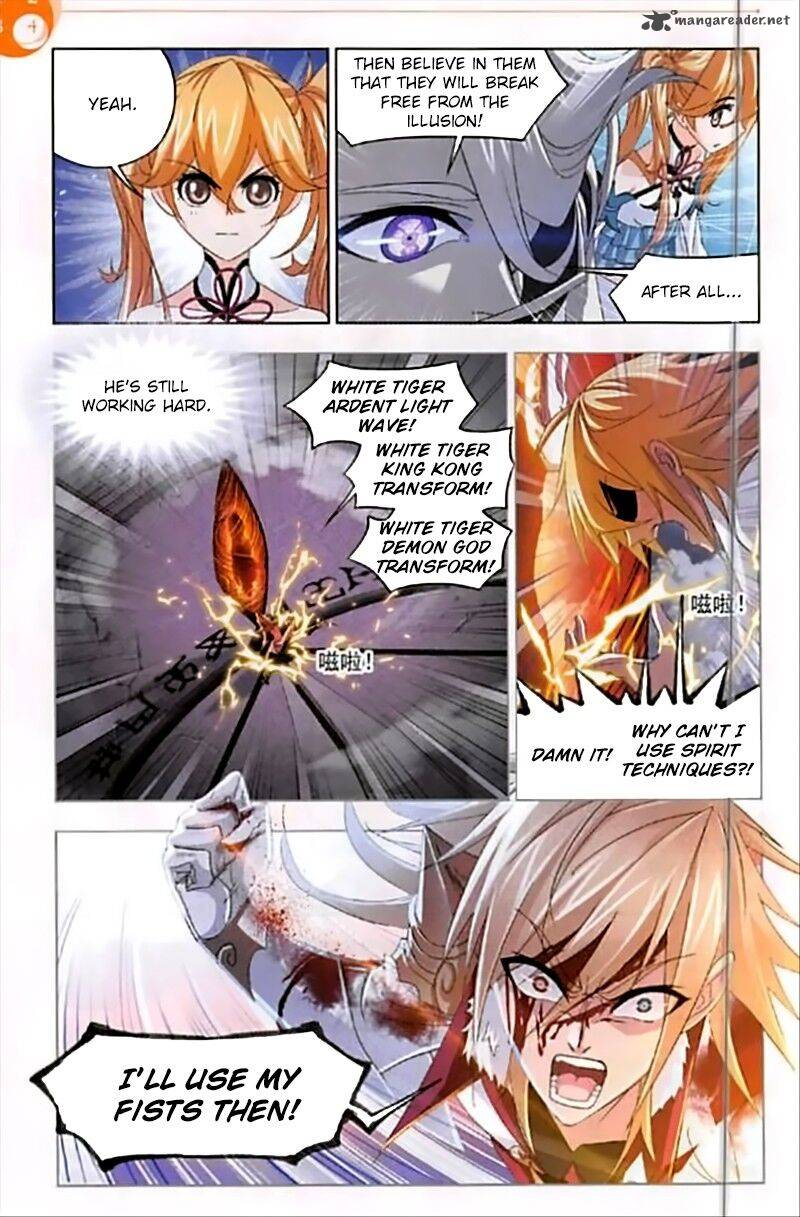 4
mangareader.net
YEAH.
THEN BELIEVE IN THEM
THAT THEY WILL BREAK
FREE FROM THE
ILLUSION!
AFTER ALL...
HE'S STILL
WORKING HARD.
WHITE TIGER
ARDENT LIGHT
WAVE!
WHITE TIGER
KING KONG
TRANSFORM!
WHITE TIGER
DEMON GOD
TRANSFORM!
嗞啦!
嗞啦!
DAMN IT!
WHY CAN'T I
USE SPIRIT
TECHNIQUES?!
I'LL USE MY
FISTS THEN!